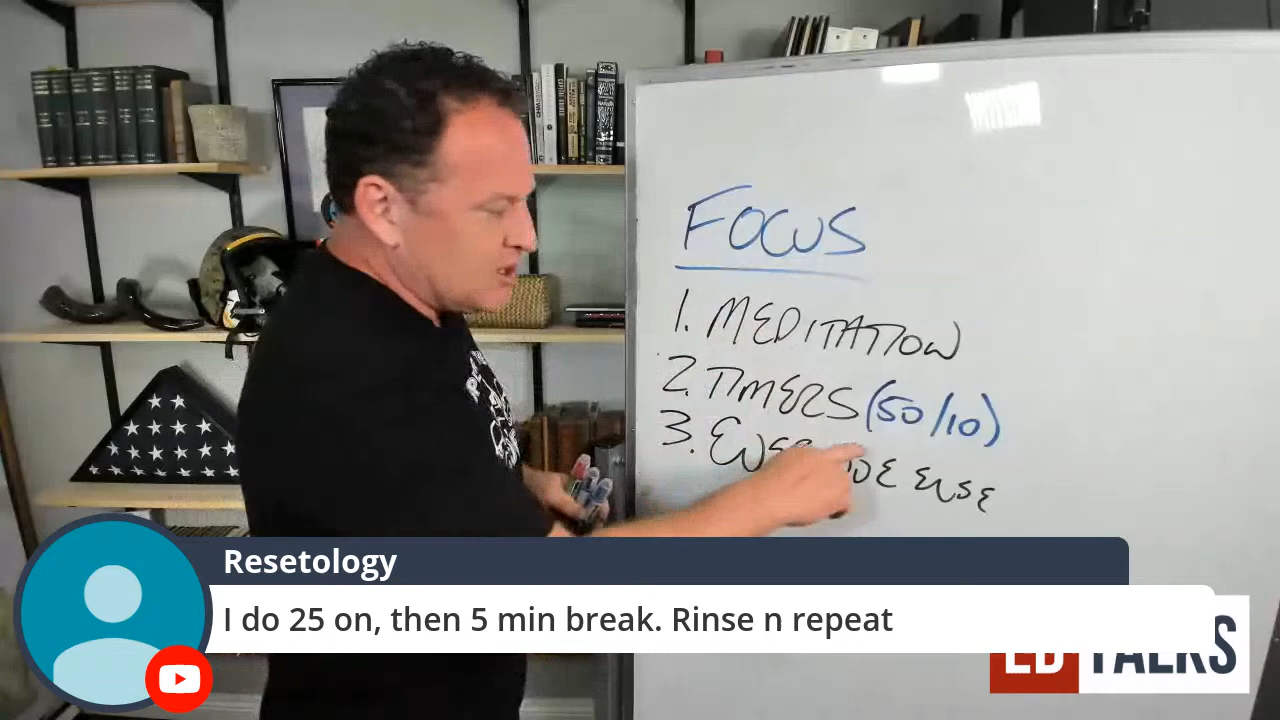 FOCUS
1. MEDITATION
2. TIMERS (50/10)
3. ELSE
Resetology
I do 25 on, then 5 min break. Rinse n repeat
ED TALKS